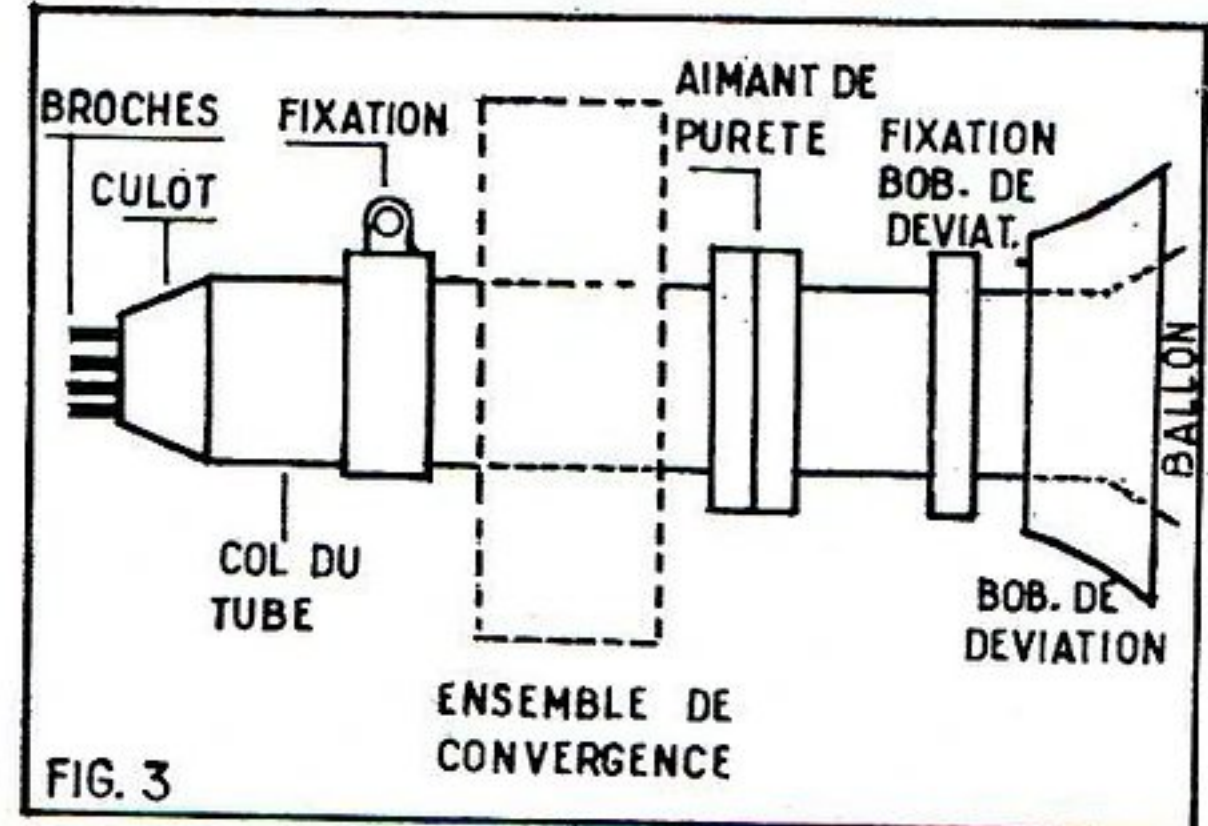 BROCHES
CULOT
FIXATION
AIMANT DE
PURETE
FIXATION
BOB. DE
DEVIAT.
BALLON
COL DU
TUBE
BOB. DE
DEVIATION
ENSEMBLE DE
CONVERGENCE
FIG. 3